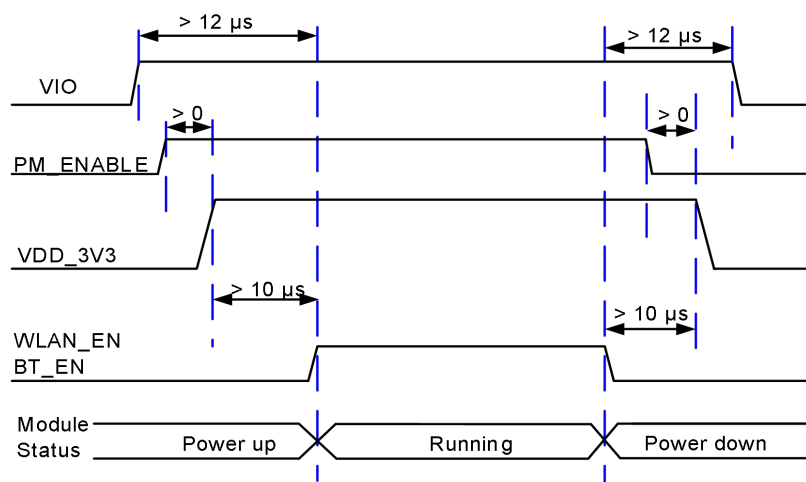 > 12 µs
> 12 µs
VIO
> 0
> 0
PM_ENABLE
VDD_3V3
> 10 µs
> 10 µs
WLAN_EN
BT_EN
Module
Status
Power up
Running
Power down